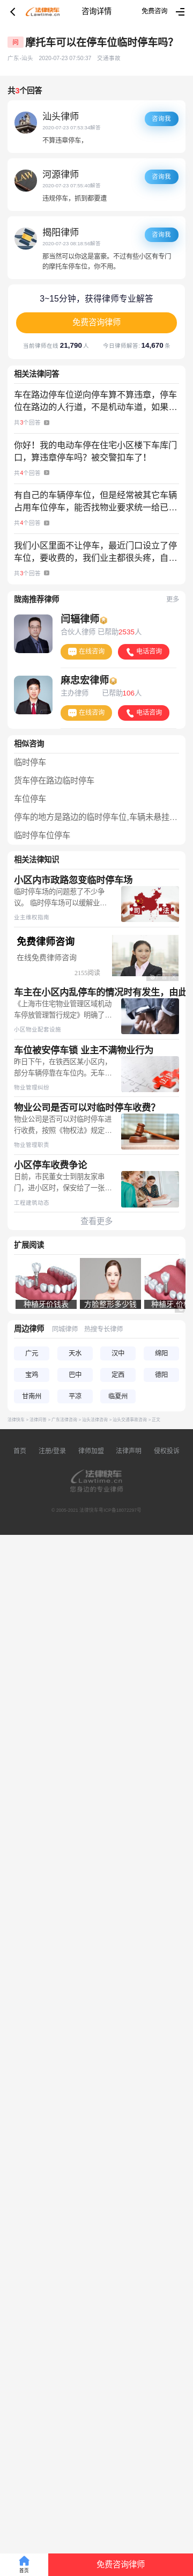 法律快车
Lawtime.cn
咨询详情
免费咨询
问 摩托车可以在停车位临时停车吗?
广东-汕头 2020-07-23 07:50:37 交通事故
共3个回答
汕头律师
咨询我
2020-07-23 07:53:34解答
不算违章停车，
河源律师
咨询我
2020-07-23 07:55:40解答
违规停车，抓到都要遭
揭阳律师
咨询我
2020-07-23 08:18:55解答
那当然可以你这是富豪。不过有些小区有专门
的摩托车停车位，你不用。
3~15分钟，获得律师专业解答
免费咨询律师
当前律师在线 21,790 人 今日律师解答: 14,670 条
相关法律问答
车在路边停车位逆向停车算不算违章，停车
位在路边的人行道，不是机动车道，如果…
共3个回答
你好！我的电动车停在住宅小区楼下车库门
口，算违章停车吗？被交警扣车了！
共4个回答
有自己的车辆停车位，但是经常被其它车辆
占用车位停车，能否找物业要求统一给已…
共4个回答
我们小区里面不让停车，最近门口设立了停
车位，要收费的，我们业主都很头疼，自…
共3个回答
陇南推荐律师
更多
闫辐律师
合伙人律师 已帮助2535人
在线咨询 电话咨询
麻忠宏律师
主办律师 已帮助106人
在线咨询 电话咨询
相似咨询
临时停车
货车停在路边临时停车
车位停车
停车的地方是路边的临时停车位,车辆未悬挂…
临时停车位停车
相关法律知识
小区内市政路忽变临时停车场
临时停车场的问题惹了不少争
议。 临时停车场可以缓解业…
业主维权指南
司 法
免费律师咨询
在线免费律师咨询
2155阅读
车主在小区内乱停车的情况时有发生，由此
《上海市住宅物业管理区域机动
车停放管理暂行规定》明确了…
小区物业配套设施
车位被安停车锁 业主不满物业行为
昨日下午，在铁西区某小区内，
部分车辆停靠在车位内。无车…
物业管理纠纷
物业公司是否可以对临时停车收费?
物业公司是否可以对临时停车进
行收费，按照《物权法》规定…
物业管理职责
小区停车收费争论
日前，市民董女士到朋友家串
门，进小区时，保安给了一张…
工程建筑动态
查看更多
扩展阅读
种植牙价钱表
方脸整形多少钱
种植牙 价
周边律师 同城律师 热搜专长律师
广元 天水 汉中 绵阳
宝鸡 巴中 定西 德阳
甘南州 平凉 临夏州
法律快车 > 法律问答 > 广东法律咨询 > 汕头法律咨询 > 汕头交通事故咨询 > 正文
首页 注册/登录 律师加盟 法律声明 侵权投诉
法律快车
Lawtime.cn
您身边的专业律师
首页
免费咨询律师